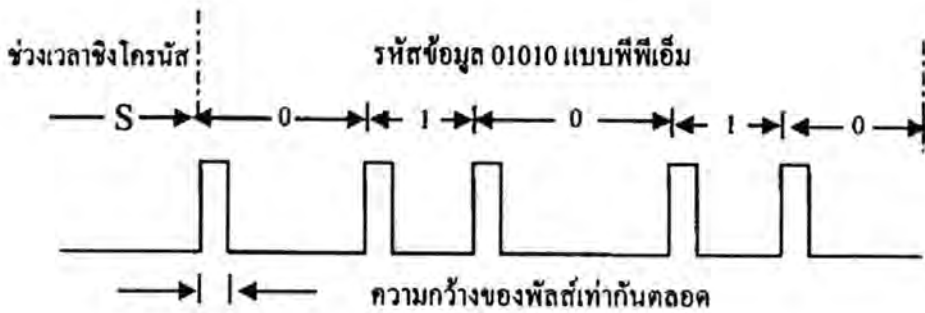 ช่วงเวลาซิงโครนัส
รหัสข้อมูล 01010 แบบพีพีเอ็ม
S 0 1 0 1 0
ความกว้างของพัลส์เท่ากันตลอด